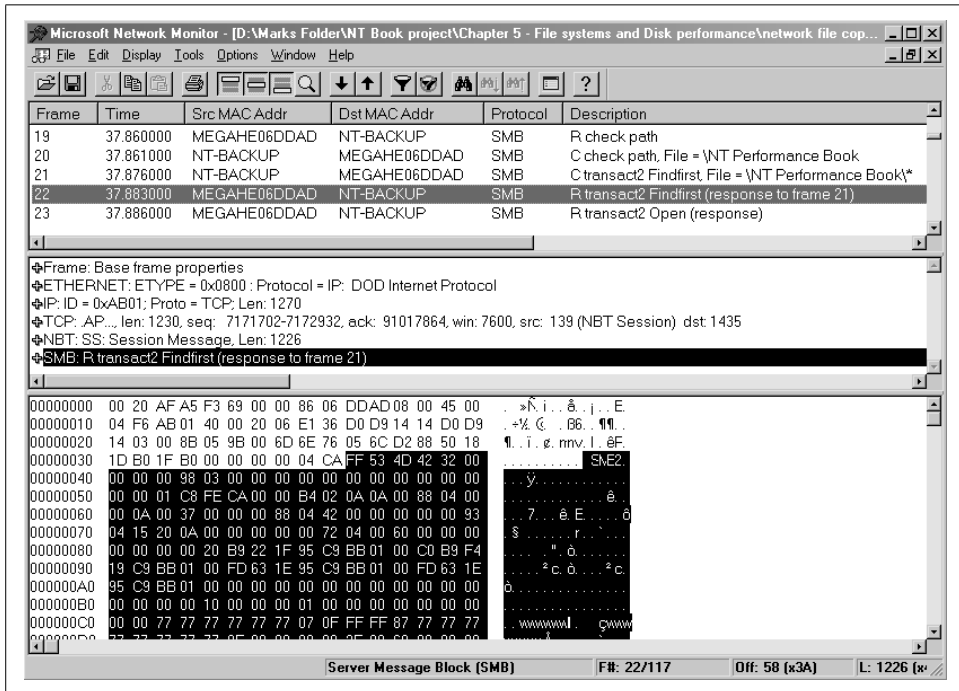 Microsoft Network Monitor - [D:\Marks Folder\NT Book project\Chapter 5 - File systems and Disk performance\network file cop...
File Edit Display Tools Options Window Help
Frame Time Src MAC Addr Dst MAC Addr Protocol Description
19 37.860000 MEGAHE06DDAD NT-BACKUP SMB R check path
20 37.861000 NT-BACKUP MEGAHE06DDAD SMB C check path, File = \NT Performance Book
21 37.876000 NT-BACKUP MEGAHE06DDAD SMB C transact2 Findfirst, File = \NT Performance Book\*
22 37.883000 MEGAHE06DDAD NT-BACKUP SMB R transact2 Findfirst (response to frame 21)
23 37.886000 MEGAHE06DDAD NT-BACKUP SMB R transact2 Open (response)
Frame: Base frame properties
ETHERNET: ETYPE = 0x0800 : Protocol = IP: DOD Internet Protocol
IP: ID = 0xAB01; Proto = TCP; Len: 1270
TCP: .AP..., len: 1230, seq: 7171702-7172932, ack: 91017864, win: 7600, src: 139 (NBT Session) dst: 1435
NBT: SS: Session Message, Len: 1226
SMB: R transact2 Findfirst (response to frame 21)
00000000 00 20 AF A5 F3 69 00 00 86 06 DD AD 08 00 45 00
00000010 04 F6 AB 01 40 00 20 06 E1 36 D0 D9 14 14 D0 D9
00000020 14 03 00 8B 05 9B 00 6D 6E 76 05 6C D2 88 50 18
00000030 1D B0 1F B0 00 00 00 00 04 CA FF 53 4D 42 32 00
00000040 00 00 00 98 03 00 00 00 00 00 00 00 00 00 00 00
00000050 00 00 01 C8 FE CA 00 00 B4 02 0A 0A 00 88 04 00
00000060 00 0A 00 37 00 00 00 88 04 42 00 00 00 00 00 93
00000070 04 15 20 0A 00 00 00 00 00 72 04 00 60 00 00 00
00000080 00 00 00 00 20 B9 22 1F 95 C9 BB 01 00 C0 B9 F4
00000090 19 C9 BB 01 00 FD 63 1E 95 C9 BB 01 00 FD 63 1E
000000A0 95 C9 BB 01 00 00 00 00 00 00 00 00 00 00 00 00
000000B0 00 00 00 00 10 00 00 00 01 00 00 00 00 00 00 00
000000C0 00 00 77 77 77 77 77 07 0F FF FF 87 77 77 77
Server Message Block (SMB) F#: 22/117 Off: 58 (x3A) L: 1226 (x